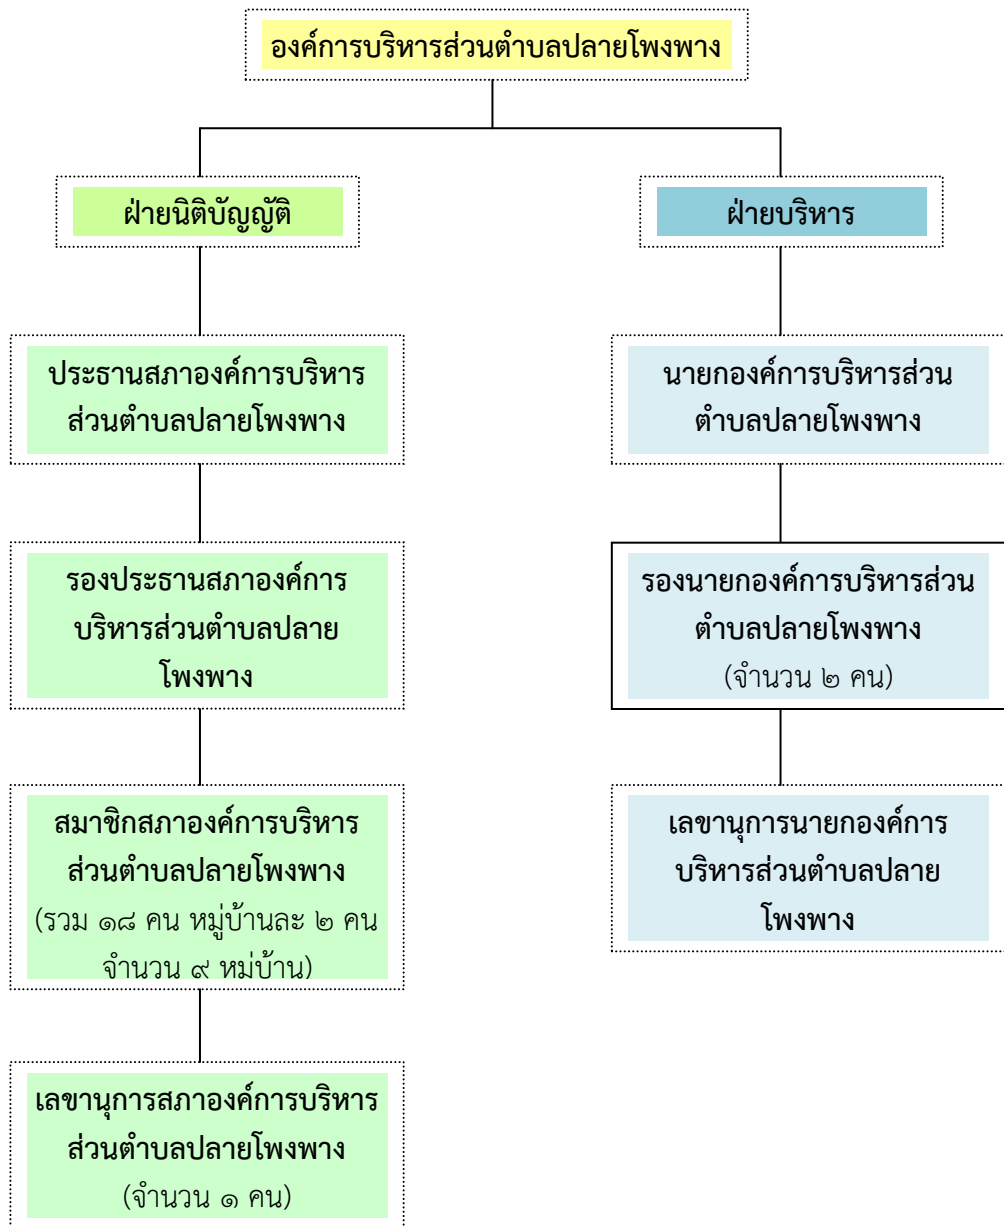 องค์การบริหารส่วนตำบลปลายโพงพาง
ฝ่ายนิติบัญญัติ
ฝ่ายบริหาร
ประธานสภาองค์การบริหาร
ส่วนตำบลปลายโพงพาง
นายกองค์การบริหารส่วน
ตำบลปลายโพงพาง
รองประธานสภาองค์การ
บริหารส่วนตำบลปลาย
โพงพาง
รองนายกองค์การบริหารส่วน
ตำบลปลายโพงพาง
(จำนวน ๒ คน)
สมาชิกสภาองค์การบริหาร
ส่วนตำบลปลายโพงพาง
(รวม ๑๘ คน หมู่บ้านละ ๒ คน
จำนวน ๙ หมู่บ้าน)
เลขานุการนายกองค์การ
บริหารส่วนตำบลปลาย
โพงพาง
เลขานุการสภาองค์การบริหาร
ส่วนตำบลปลายโพงพาง
(จำนวน ๑ คน)